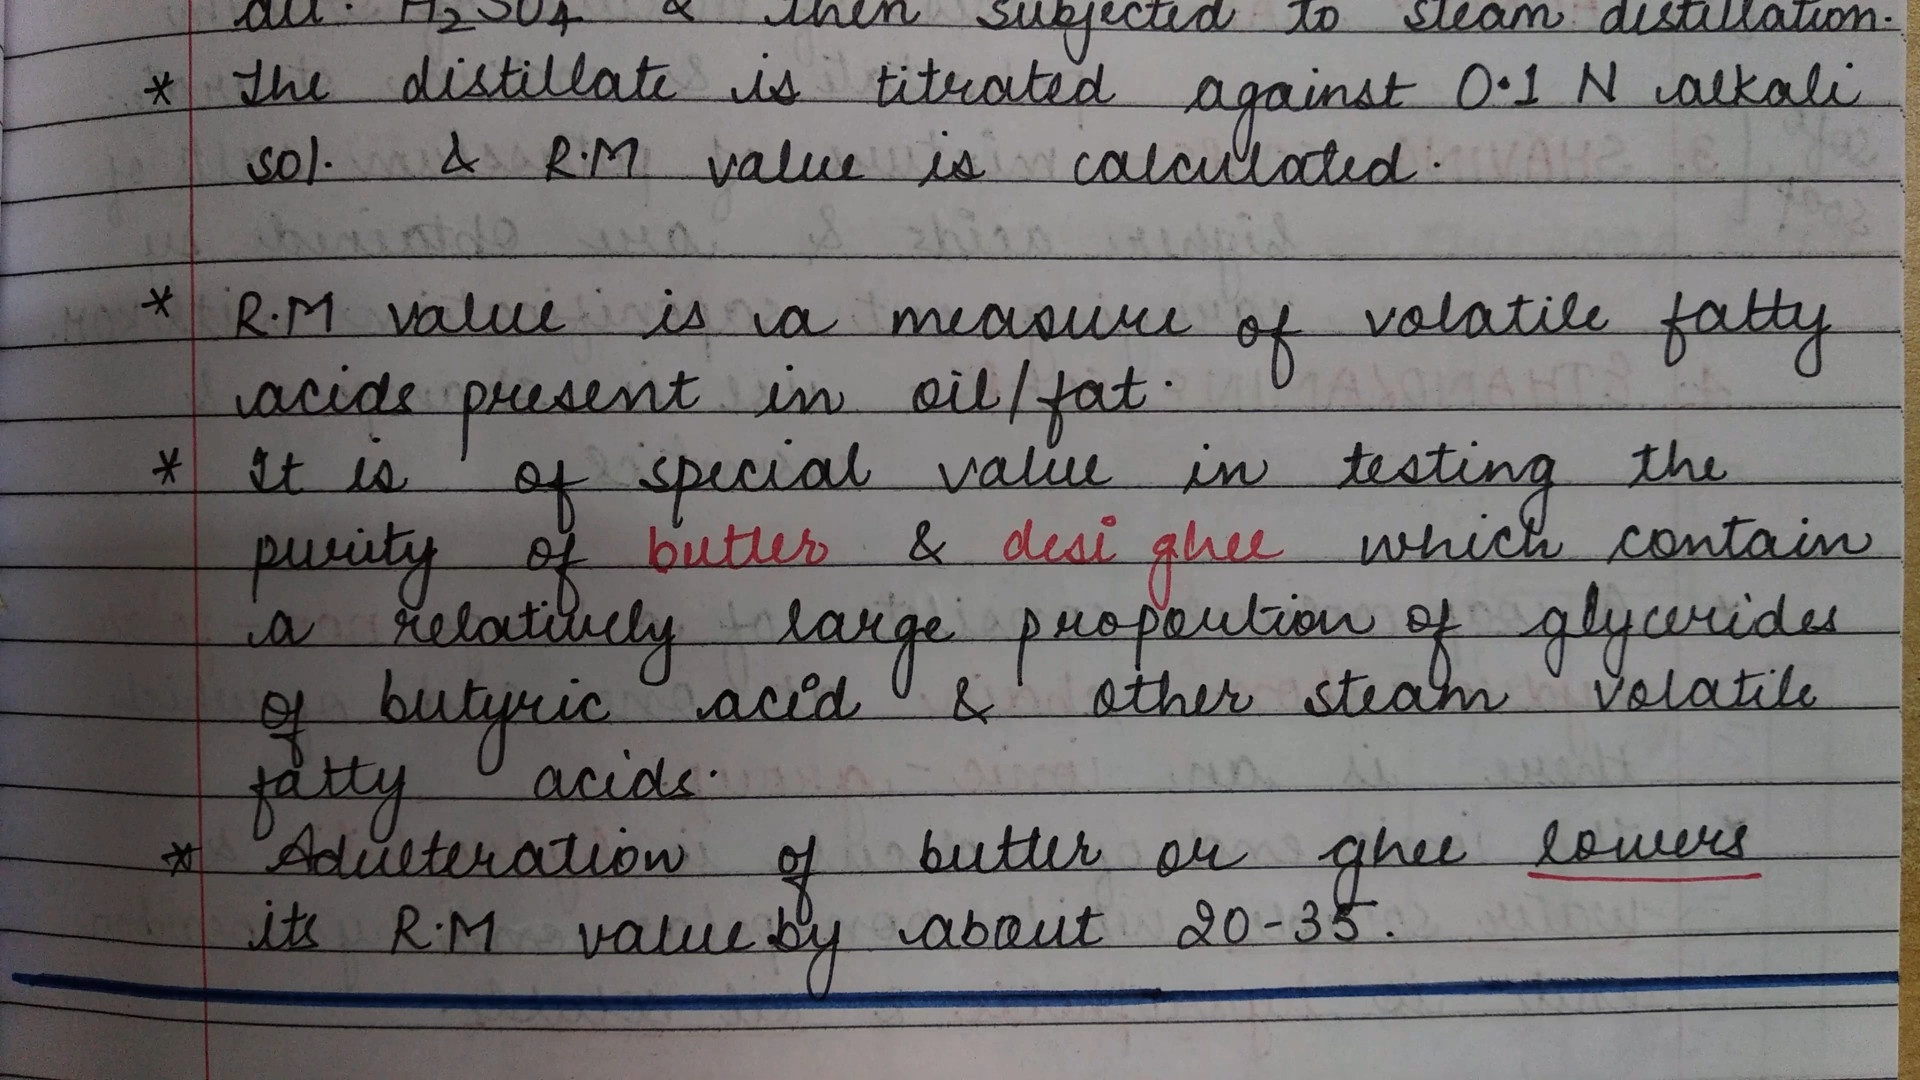 dil. H₂SO₄ & then subjected to steam distillation.
* The distillate is titrated against 0.1 N alkali
sol. & R.M value is calculated.
* R.M value is a measure of volatile fatty
acids present in oil/fat.
* It is of special value in testing the
purity of butter & desi ghee which contain
a relatively large proportion of glycerides
of butyric acid & other steam volatile
fatty acids.
* Adulteration of butter or ghee lowers
its R.M value by about 20-35.